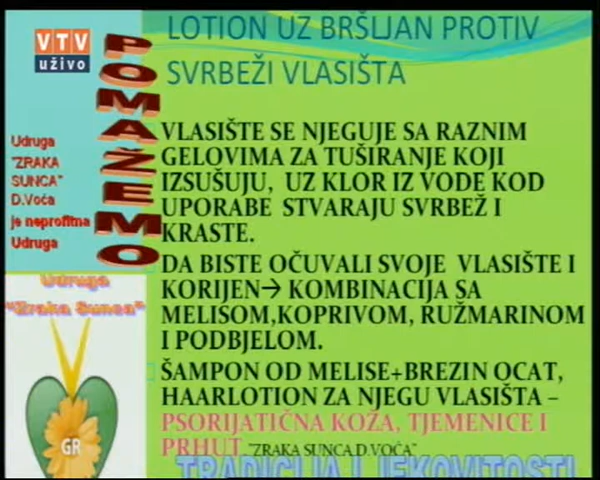 LOTION UZ BRŠLJAN PROTIV
SVRBEŽI VLASIŠTA
VTV
uživo
POMAŽEMO
Udruga
"ZRAKA
SUNCA"
D.Voća
je neprofitna
Udruga
Udruga
"Zraka Sunca"
GR
VLASIŠTE SE NJEGUJE SA RAZNIM
GELOVIMA ZA TUŠIRANJE KOJI
IZSUŠUJU, UZ KLOR IZ VODE KOD
UPORABE STVARAJU SVRBEŽ I
KRASTE.
DA BISTE OČUVALI SVOJE VLASIŠTE I
KORIJEN→ KOMBINACIJA SA
MELISOM,KOPRIVOM, RUŽMARINOM
I PODBJELOM.
ŠAMPON OD MELISE+BREZIN OCAT,
HAARLOTION ZA NJEGU VLASIŠTA –
PSORIJATIČNA KOŽA, TJEMENICE I
PRHUT "ZRAKA SUNCA D.VOĆA"
TRADICIJA LJEKOVITOSTI